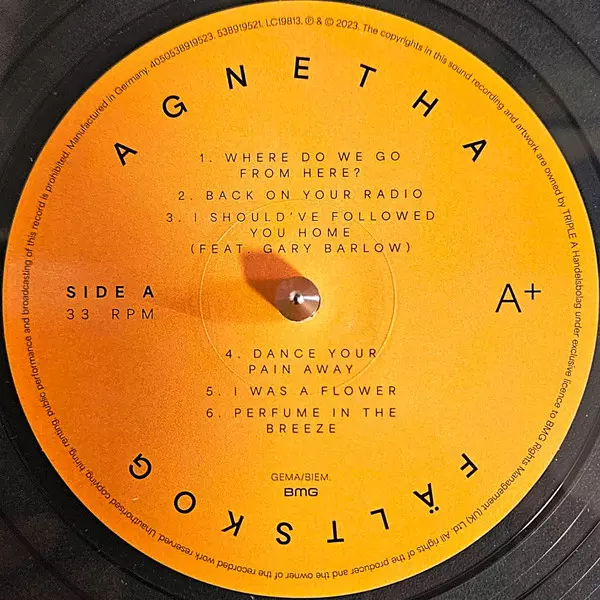 AGNETHA
1. WHERE DO WE GO
FROM HERE?
2. BACK ON YOUR RADIO
3. I SHOULD'VE FOLLOWED
YOU HOME
(FEAT. GARY BARLOW)
SIDE A
33 RPM
A+
4. DANCE YOUR
PAIN AWAY
5. I WAS A FLOWER
6. PERFUME IN THE
BREEZE
GEMA/BIEM.
BMG
FÄLTSKOG
4050538919523. 538919521. LC19813. ℗ & © 2023. The copyrights in this sound recording and artwork are owned by TRIPLE A Handelsbolag under exclusive licence to BMG Rights Management (UK) Ltd. All rights of the producer and the owner of the recorded work reserved. Unauthorised copying, hiring, renting, public performance and broadcasting of this record is prohibited. Manufactured in Germany.